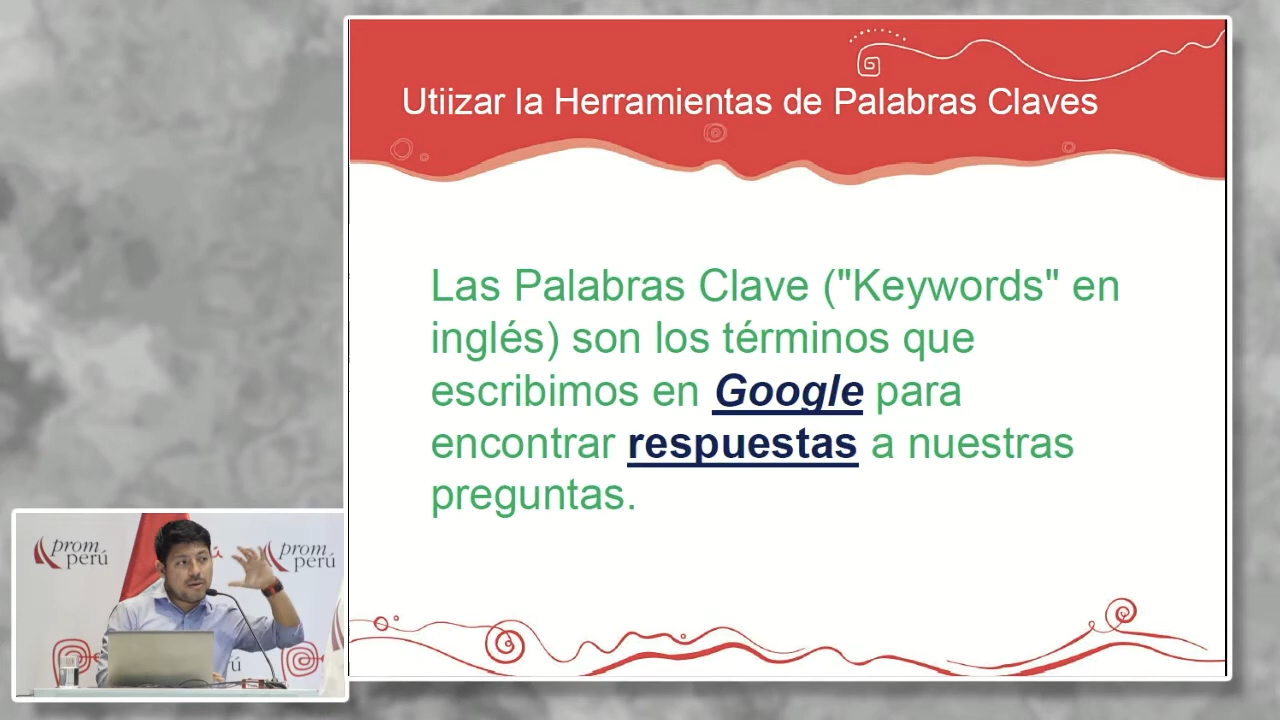 Utiizar la Herramientas de Palabras Claves
Las Palabras Clave ("Keywords" en
inglés) son los términos que
escribimos en Google para
encontrar respuestas a nuestras
preguntas.
prom
perú
prom
perú